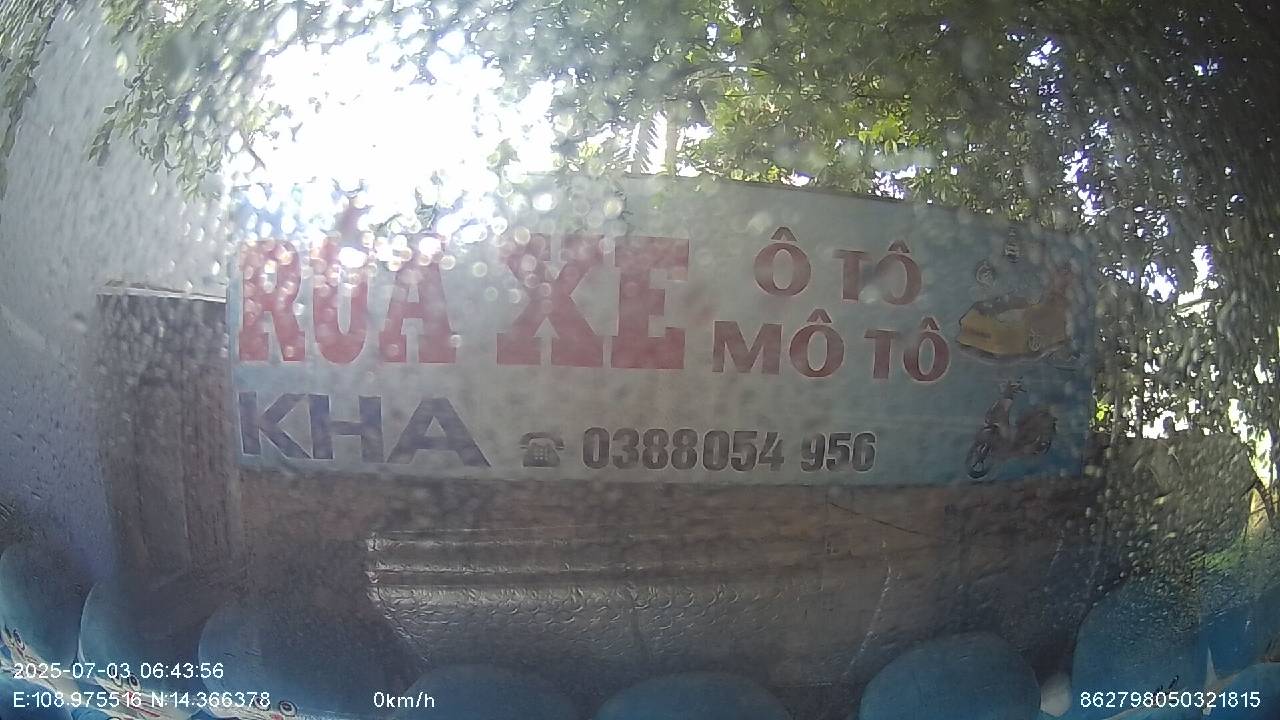 RỬA XE Ô TÔ
MÔ TÔ
KHA ☎ 0388054 956
2025-07-03 06:43:56
E:108.975516 N:14.366378 0km/h 862798050321815